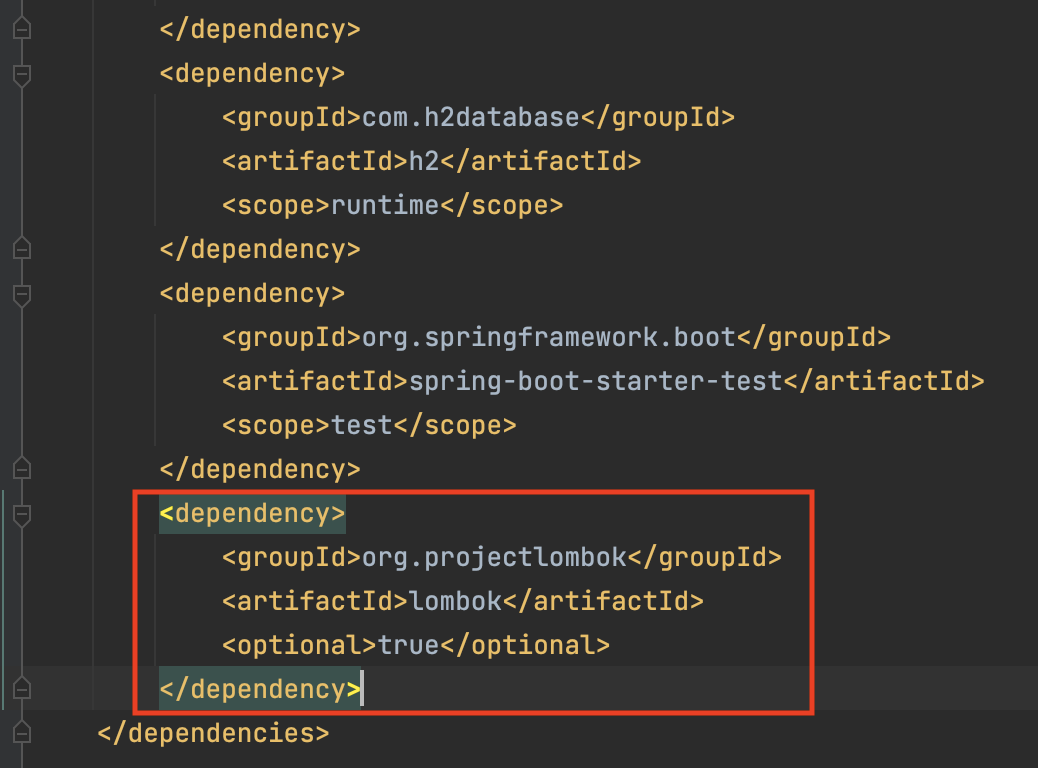 </dependency>
<dependency>
<groupId>com.h2database</groupId>
<artifactId>h2</artifactId>
<scope>runtime</scope>
</dependency>
<dependency>
<groupId>org.springframework.boot</groupId>
<artifactId>spring-boot-starter-test</artifactId>
<scope>test</scope>
</dependency>
<dependency>
<groupId>org.projectlombok</groupId>
<artifactId>lombok</artifactId>
<optional>true</optional>
</dependency>
</dependencies>